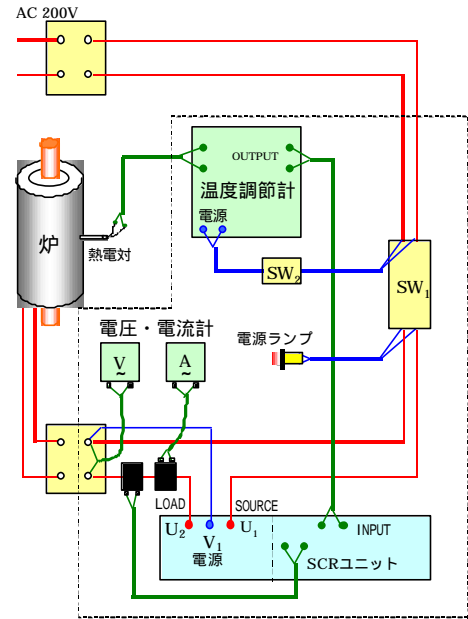 AC 200V
OUTPUT
温度調節計
電源
炉
熱電対
SW2
SW1
電源ランプ
電圧・電流計
V
~
A
~
LOAD
SOURCE
U2
V1
U1
INPUT
電源
SCRユニット